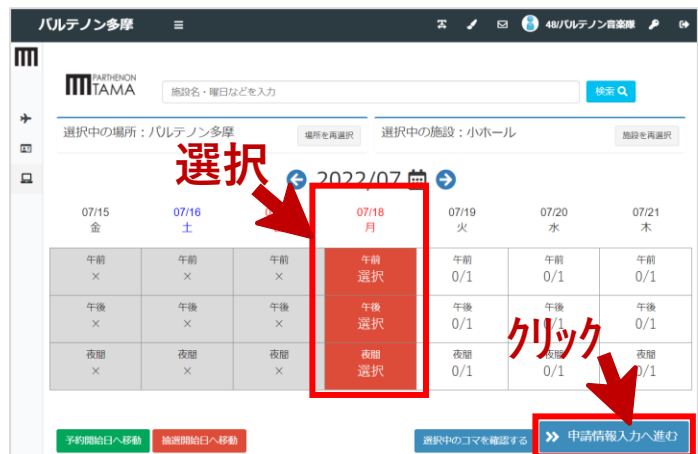 パルテノン多摩
48/パルテノン音楽隊
PARTHENON
TAMA
施設名・曜日などを入力
検索
選択中の場所：パルテノン多摩
場所を再選択
選択中の施設：小ホール
施設を再選択
選択
2022/07
07/15 07/16 07/18 07/19 07/20 07/21
金 土 月 火 水 木
午前 午前 午前 午前 午前 午前 午前
× × × 選択 0/1 0/1 0/1
午後 午後 午後 午後 午後 午後 午後
× × × 選択 0/1 0/1 0/1
クリック
夜間 夜間 夜間 夜間 夜間 夜間 夜間
× × × 選択 0/1 0/1 0/1
予約開始日へ移動
抽選開始日へ移動
選択中のコマを確認する
申請情報入力へ進む